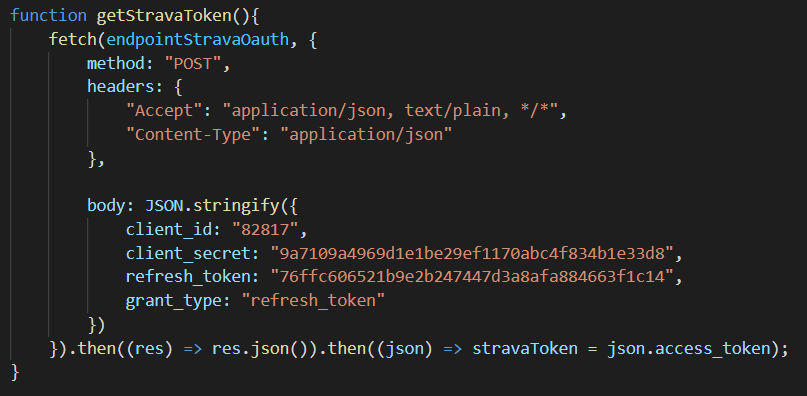 function getStravaToken(){
    fetch(endpointStravaOauth, {
        method: "POST",
        headers: {
            "Accept": "application/json, text/plain, */*",
            "Content-Type": "application/json"
        },

        body: JSON.stringify({
            client_id: "82817",
            client_secret: "9a7109a4969d1e1be29ef1170abc4f834b1e33d8",
            refresh_token: "76ffc606521b9e2b247447d3a8afa884663f1c14",
            grant_type: "refresh_token"
        })
    }).then((res) => res.json()).then((json) => stravaToken = json.access_token);
}